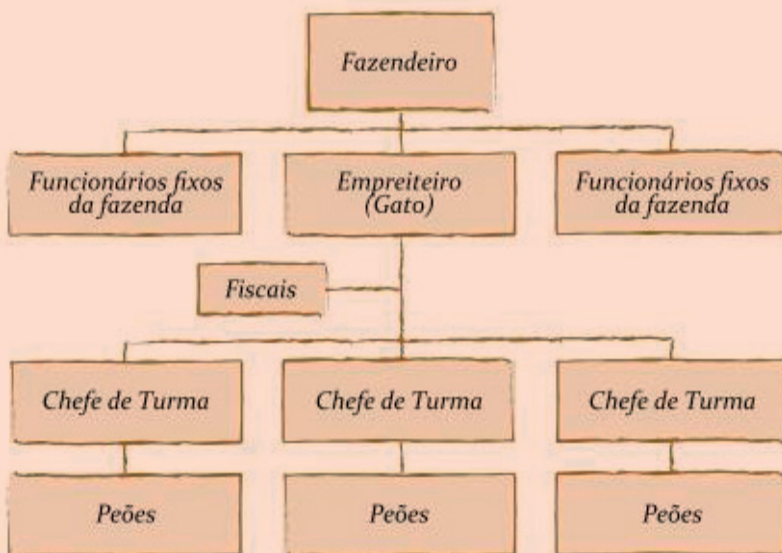 Fazendeiro
Funcionários fixos
da fazenda
Empreiteiro
(Gato)
Funcionários fixos
da fazenda
Fiscais
Chefe de Turma
Chefe de Turma
Chefe de Turma
Peões
Peões
Peões